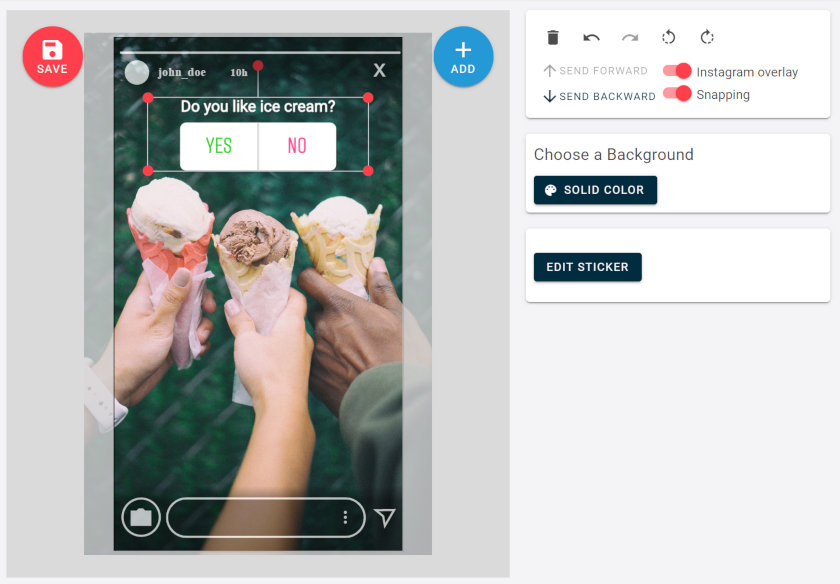 SAVE
john_doe 10h X
Do you like ice cream?
YES NO
ADD
SEND FORWARD
Instagram overlay
SEND BACKWARD
Snapping
Choose a Background
SOLID COLOR
EDIT STICKER